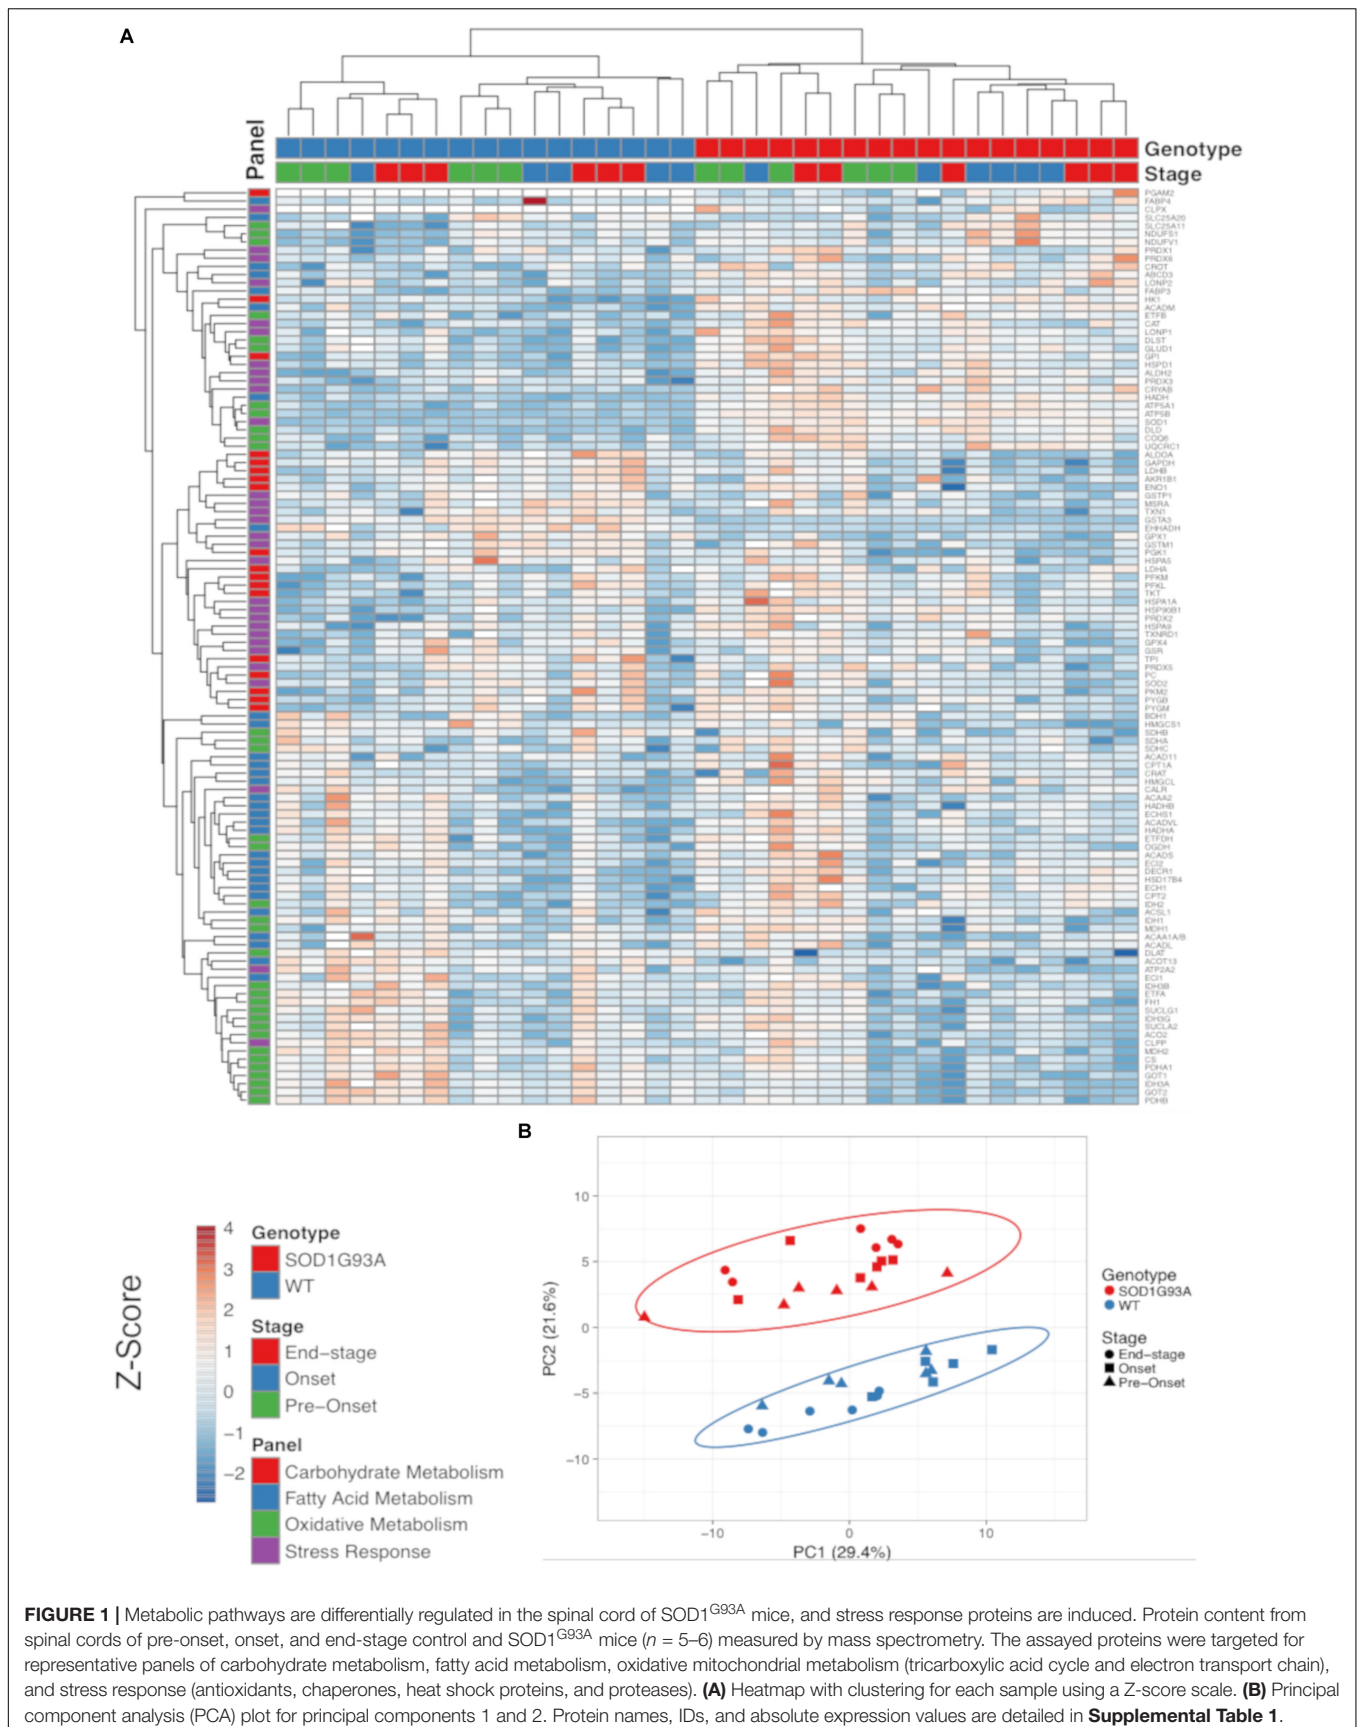 A
Panel
Genotype
Stage
PGAM2
FABP4
CLPX
SLC25A20
SLC25A11
NDUFS1
NDUFV1
PRDX1
PRDX6
CROT
ABCD3
LONP2
FABP3
HK1
ACADM
ETFB
CAT
LONP1
DLST
GLUD1
GPI
HSPD1
ALDH2
PRDX3
CRYAB
HADH
ATP5A1
ATP5B
SOD1
DLD
COQ6
UQCRC1
ALDOA
GAPDH
LDHB
AKR1B1
ENO1
GSTP1
MSRA
TXN1
GSTA3
EHHADH
GPX1
GSTM1
PGK1
HSPA5
LDHA
PFKM
PFKL
TKT
HSPA1A
HSP90B1
PRDX2
HSPA9
TXNRD1
GPX4
GSR
TPI
PRDX5
PC
SOD2
PKM2
PYGB
PYGM
BDH1
HMGCS1
SDHB
SDHA
SDHC
ACAD11
CPT1A
CRAT
HMGCL
CALR
ACAA2
HADHB
ECHS1
ACADVL
HADHA
ETFDH
OGDH
ACADS
ECI2
DECR1
HSD17B4
ECH1
CPT2
IDH2
ACSL1
IDH1
MDH1
ACAA1A/B
ACADL
DLAT
ACOT13
ATP2A2
ECI1
IDH3B
ETFA
FH1
SUCLG1
IDH3G
SUCLA2
ACO2
CLPP
MDH2
CS
PDHA1
GOT1
IDH3A
GOT2
PDHB
Z-Score
4
3
2
1
0
−1
−2
Genotype
SOD1G93A
WT
Stage
End−stage
Onset
Pre−Onset
Panel
Carbohydrate Metabolism
Fatty Acid Metabolism
Oxidative Metabolism
Stress Response
B
PC2 (21.6%)
10
5
0
−5
−10
−10
0
10
PC1 (29.4%)
Genotype
SOD1G93A
WT
Stage
End−stage
Onset
Pre−Onset
FIGURE 1 | Metabolic pathways are differentially regulated in the spinal cord of SOD1G93A mice, and stress response proteins are induced. Protein content from
spinal cords of pre-onset, onset, and end-stage control and SOD1G93A mice (n = 5–6) measured by mass spectrometry. The assayed proteins were targeted for
representative panels of carbohydrate metabolism, fatty acid metabolism, oxidative mitochondrial metabolism (tricarboxylic acid cycle and electron transport chain),
and stress response (antioxidants, chaperones, heat shock proteins, and proteases). (A) Heatmap with clustering for each sample using a Z-score scale. (B) Principal
component analysis (PCA) plot for principal components 1 and 2. Protein names, IDs, and absolute expression values are detailed in Supplemental Table 1.